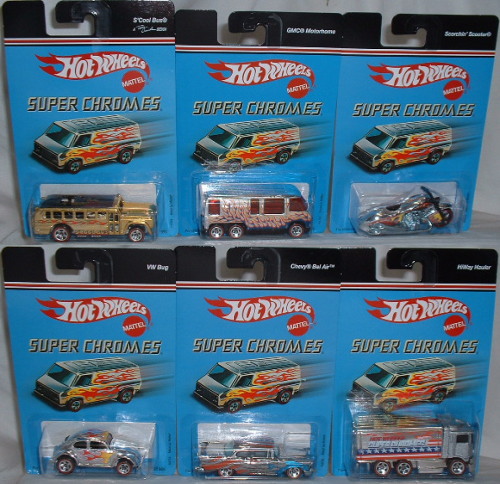 S'Cool Bus®
Hot Wheels
MATTEL
SUPER CHROMES
GMC® Motorhome
Hot Wheels
MATTEL
SUPER CHROMES
Scorchin' Scooter®
Hot Wheels
MATTEL
SUPER CHROMES
VW Bug
Hot Wheels
MATTEL
SUPER CHROMES
Chevy® Bel Air™
Hot Wheels
MATTEL
SUPER CHROMES
HiWay Hauler
Hot Wheels
MATTEL
SUPER CHROMES